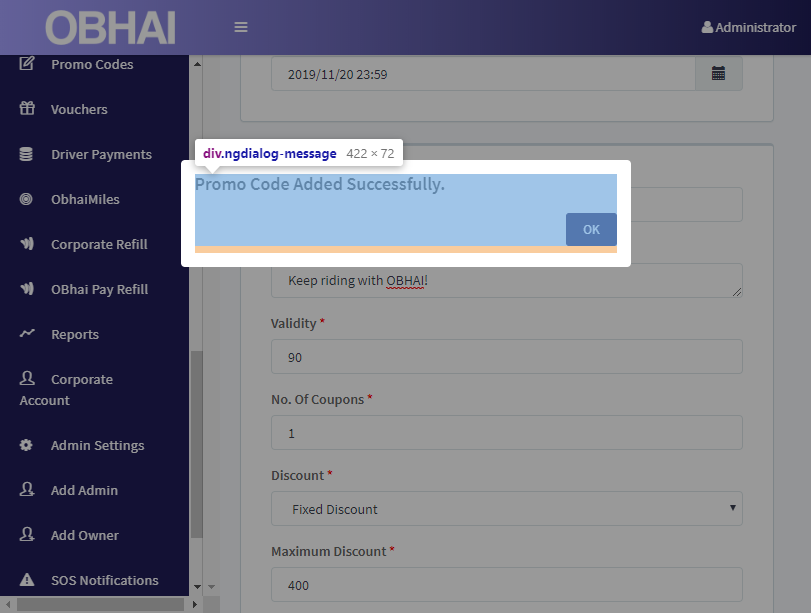 OBHAI
Administrator
Promo Codes
Vouchers
Driver Payments
ObhaiMiles
Corporate Refill
OBhai Pay Refill
Reports
Corporate
Account
Admin Settings
Add Admin
Add Owner
SOS Notifications
2019/11/20 23:59
div.ngdialog-message 422 × 72
Promo Code Added Successfully.
OK
Keep riding with OBHAI!
Validity *
90
No. Of Coupons *
1
Discount *
Fixed Discount
Maximum Discount *
400